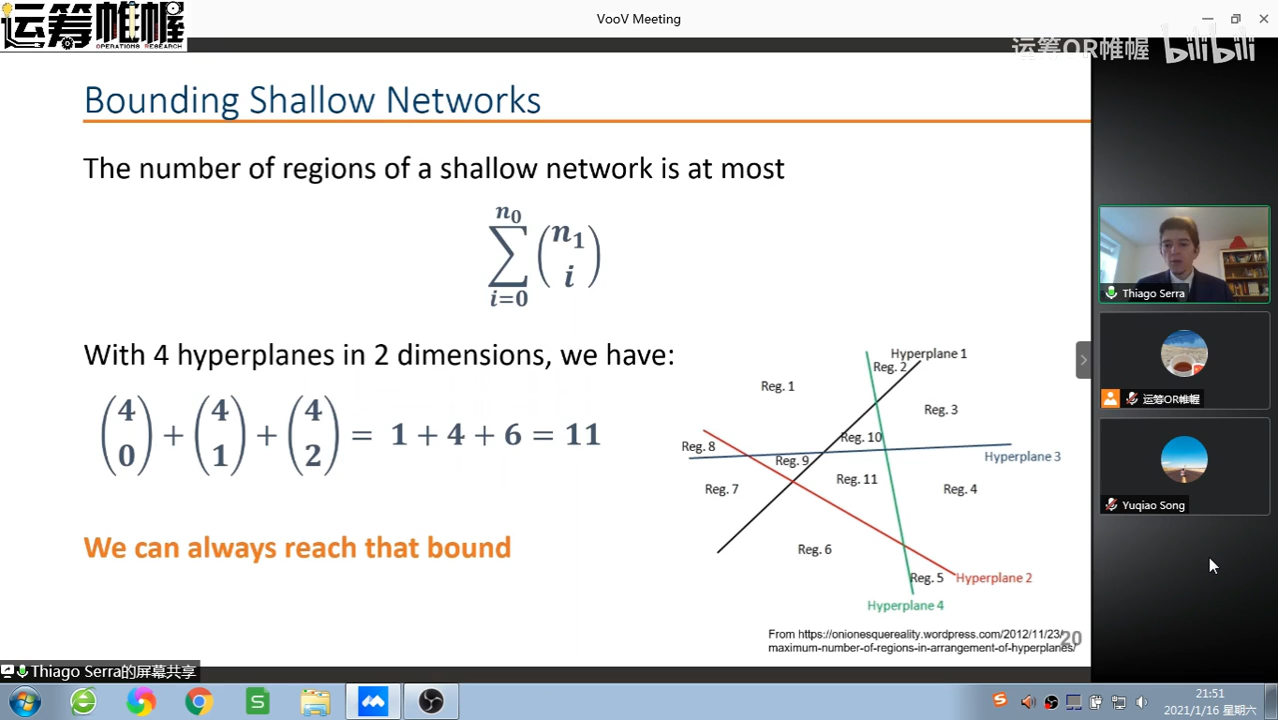 运筹帷幄
OPERATIONS RESEARCH
VooV Meeting
运筹OR帷幄 bilibili
Bounding Shallow Networks
The number of regions of a shallow network is at most
n₀
∑ (n₁
i)
i=0
With 4 hyperplanes in 2 dimensions, we have:
(4 0) + (4 1) + (4 2) = 1 + 4 + 6 = 11
We can always reach that bound
Hyperplane 1
Reg. 2
Reg. 1
Reg. 3
Reg. 10
Reg. 8
Hyperplane 3
Reg. 9
Reg. 11
Reg. 7
Reg. 4
Reg. 6
Reg. 5
Hyperplane 2
Hyperplane 4
From https://onionesquereality.wordpress.com/2012/11/23/
maximum-number-of-regions-in-arrangement-of-hyperplanes/
20
Thiago Serra
运筹OR帷幄
Yuqiao Song
Thiago Serra的屏幕共享
21:51
2021/1/16 星期六